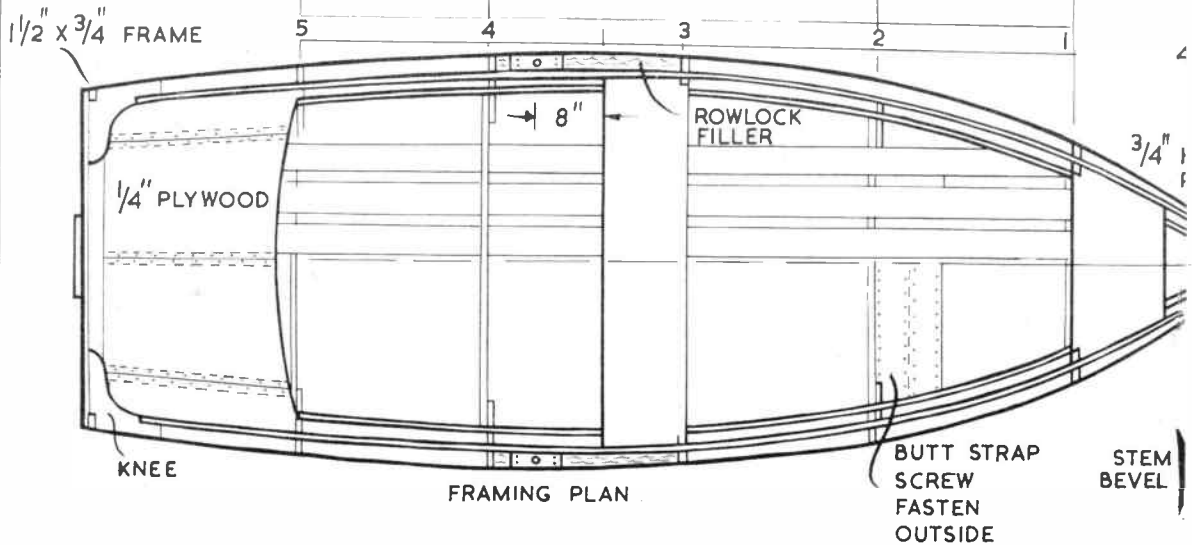 1 1/2" X 3/4" FRAME
5
4
3
2
1
8"
ROWLOCK
FILLER
3/4"
1/4" PLYWOOD
KNEE
FRAMING PLAN
BUTT STRAP
SCREW
FASTEN
OUTSIDE
STEM
BEVEL